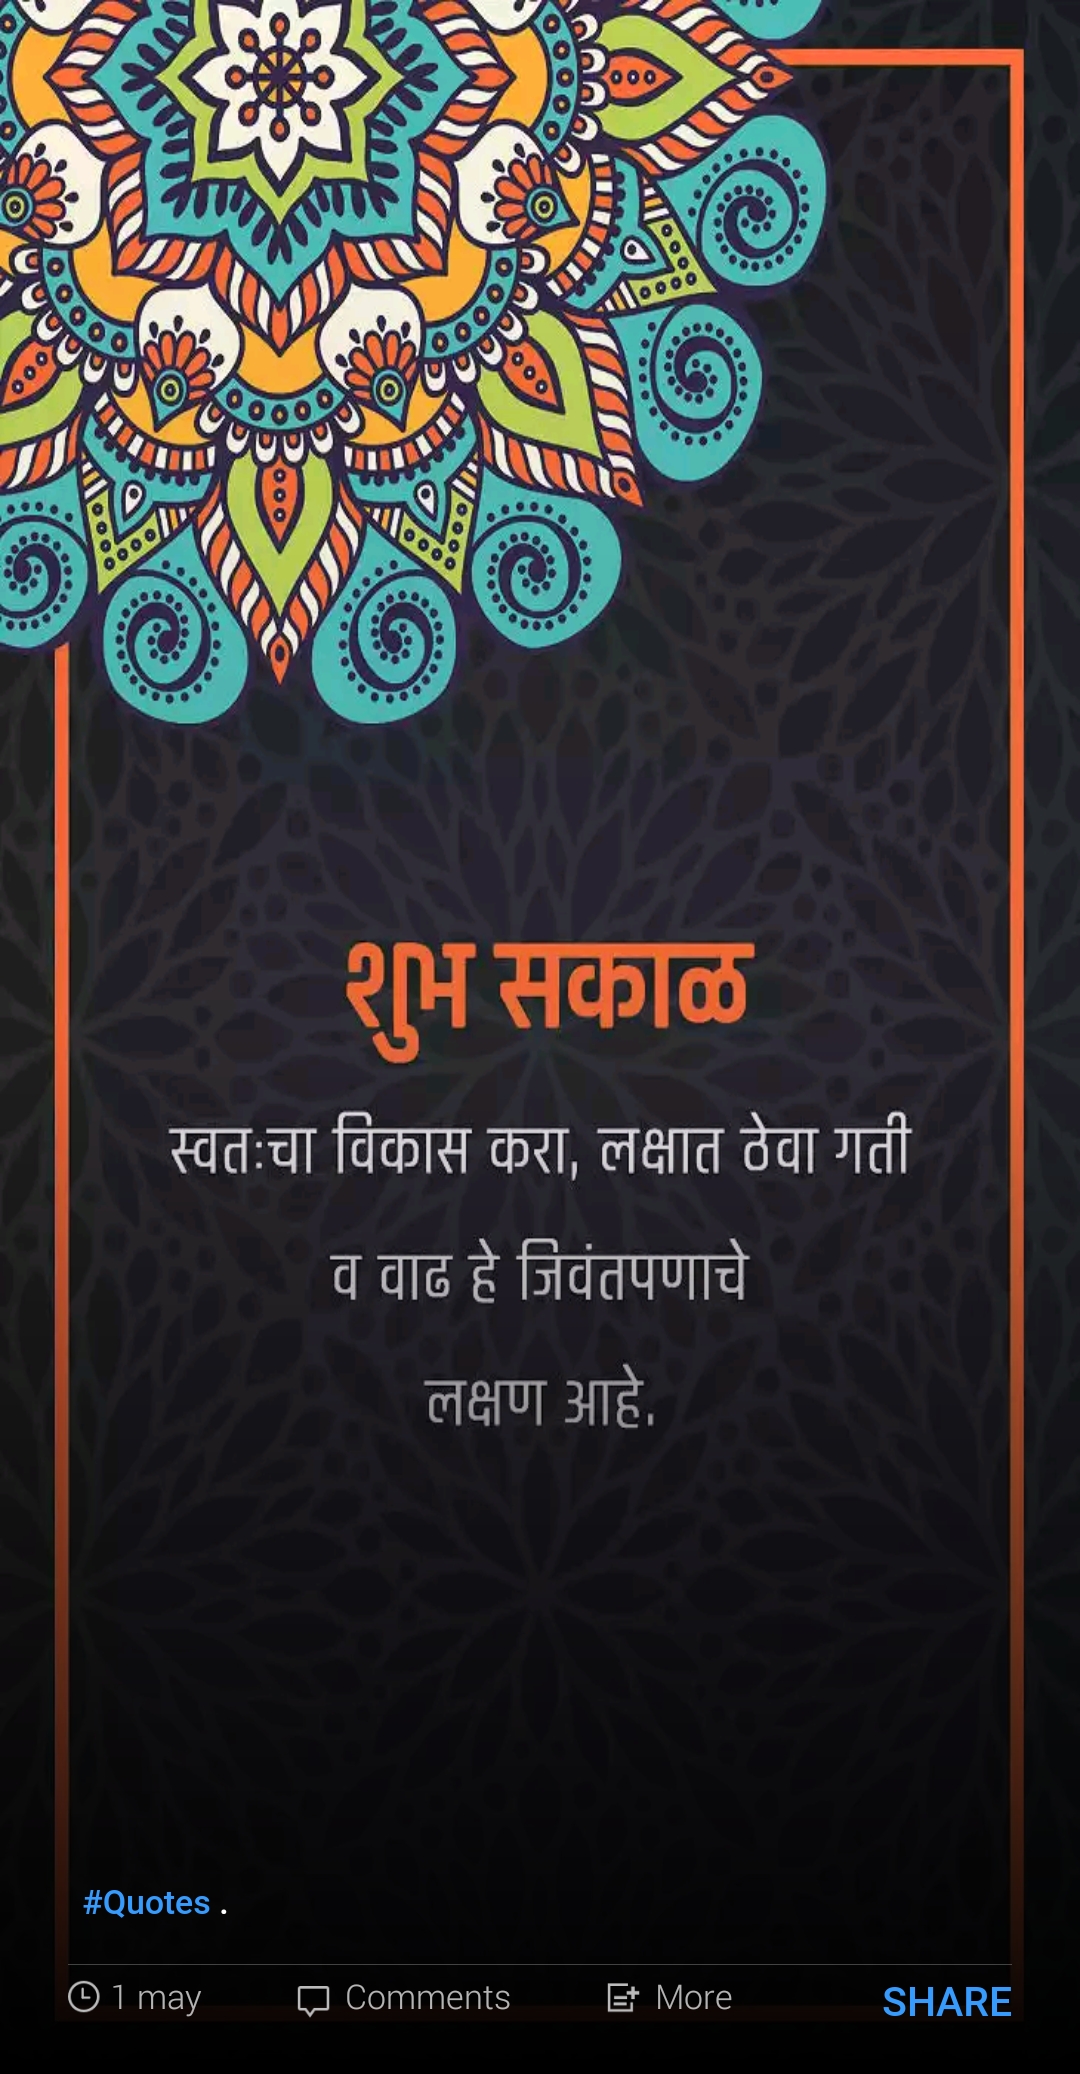 शुभ सकाळ
स्वतःचा विकास करा, लक्षात ठेवा गती
व वाढ हे जिवंतपणाचे
लक्षण आहे.
#Quotes .
1 may Comments More SHARE